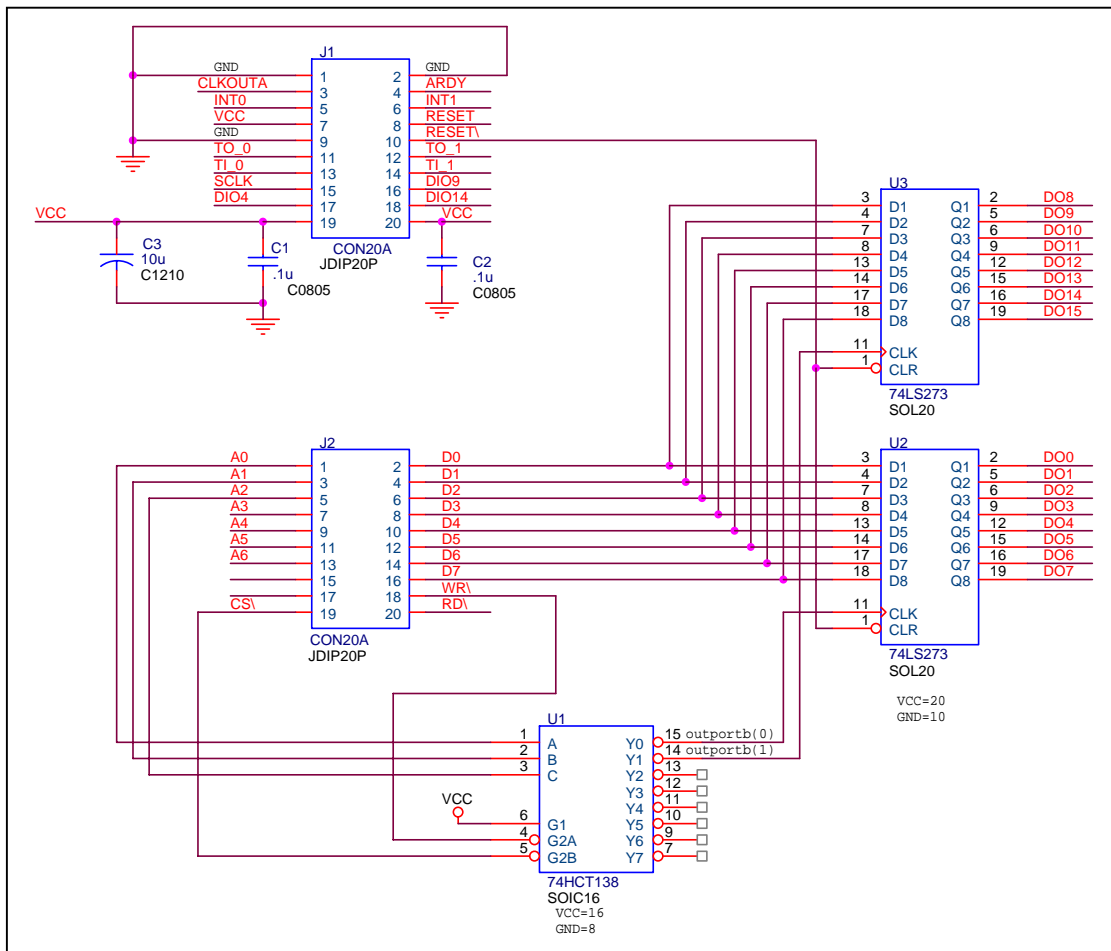 J1
GND 1 2 GND
CLKOUTA 3 4 ARDY
INT0 5 6 INT1
VCC 7 8 RESET
GND 9 10 RESET\
TO_0 11 12 TO_1
TI_0 13 14 TI_1
SCLK 15 16 DIO9
DIO4 17 18 DIO14
VCC 19 20 VCC
CON20A
JDIP20P
C3
10u
C1210
C1
.1u
C0805
C2
.1u
C0805
U3
3 D1 Q1 2 DO8
4 D2 Q2 5 DO9
7 D3 Q3 6 DO10
8 D4 Q4 9 DO11
13 D5 Q5 12 DO12
14 D6 Q6 15 DO13
17 D7 Q7 16 DO14
18 D8 Q8 19 DO15
11 CLK
1 CLR
74LS273
SOL20
J2
A0 1 2 D0
A1 3 4 D1
A2 5 6 D2
A3 7 8 D3
A4 9 10 D4
A5 11 12 D5
A6 13 14 D6
15 16 D7
17 18 WR\
CS\ 19 20 RD\
CON20A
JDIP20P
U2
3 D1 Q1 2 DO0
4 D2 Q2 5 DO1
7 D3 Q3 6 DO2
8 D4 Q4 9 DO3
13 D5 Q5 12 DO4
14 D6 Q6 15 DO5
17 D7 Q7 16 DO6
18 D8 Q8 19 DO7
11 CLK
1 CLR
74LS273
SOL20
VCC=20
GND=10
U1
1 A Y0 15 outportb(0)
2 B Y1 14 outportb(1)
3 C Y2 13
Y3 12
Y4 11
VCC
6 G1 Y5 10
4 G2A Y6 9
5 G2B Y7 7
74HCT138
SOIC16
VCC=16
GND=8